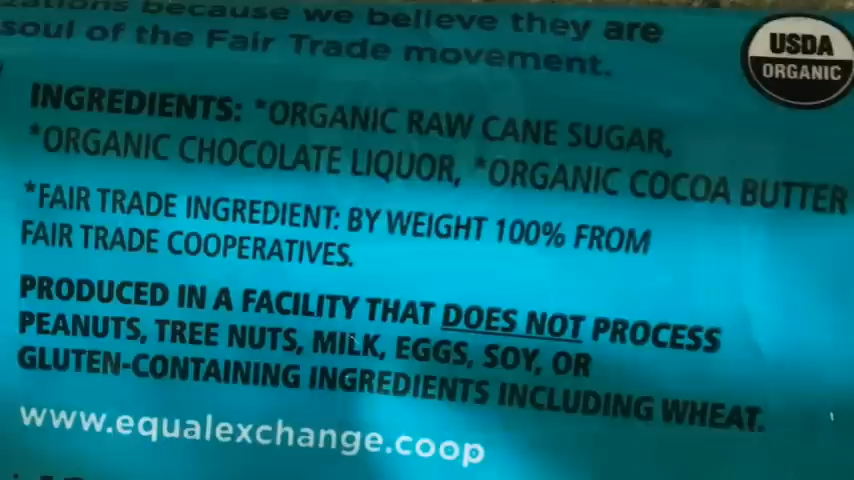 because we believe they are
soul of the Fair Trade movement.
USDA
ORGANIC
INGREDIENTS: *ORGANIC RAW CANE SUGAR,
*ORGANIC CHOCOLATE LIQUOR, *ORGANIC COCOA BUTTER
*FAIR TRADE INGREDIENT: BY WEIGHT 100% FROM
FAIR TRADE COOPERATIVES.
PRODUCED IN A FACILITY THAT DOES NOT PROCESS
PEANUTS, TREE NUTS, MILK, EGGS, SOY, OR
GLUTEN-CONTAINING INGREDIENTS INCLUDING WHEAT.
www.equalexchange.coop